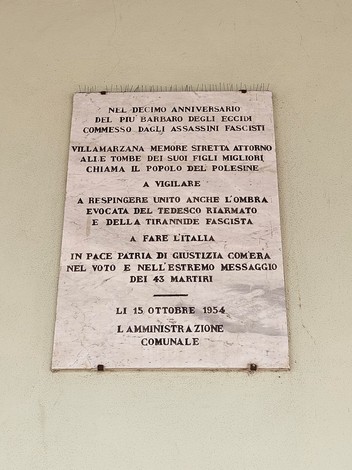 NEL DECIMO ANNIVERSARIO
DEL PIU' BARBARO DEGLI ECCIDI
COMMESSO DAGLI ASSASSINI FASCISTI
VILLAMARZANA MEMORE STRETTA ATTORNO
ALLE TOMBE DEI SUOI FIGLI MIGLIORI
CHIAMA IL POPOLO DEL POLESINE
A VIGILARE
A RESPINGERE UNITO ANCHE L'OMBRA
EVOCATA DEL TEDESCO RIARMATO
E DELLA TIRANNIDE FASCISTA
A FARE L'ITALIA
IN PACE PATRIA DI GIUSTIZIA COM'ERA
NEL VOTO E NELL'ESTREMO MESSAGGIO
DEI 43 MARTIRI
LI 15 OTTOBRE 1954
L'AMMINISTRAZIONE
COMUNALE